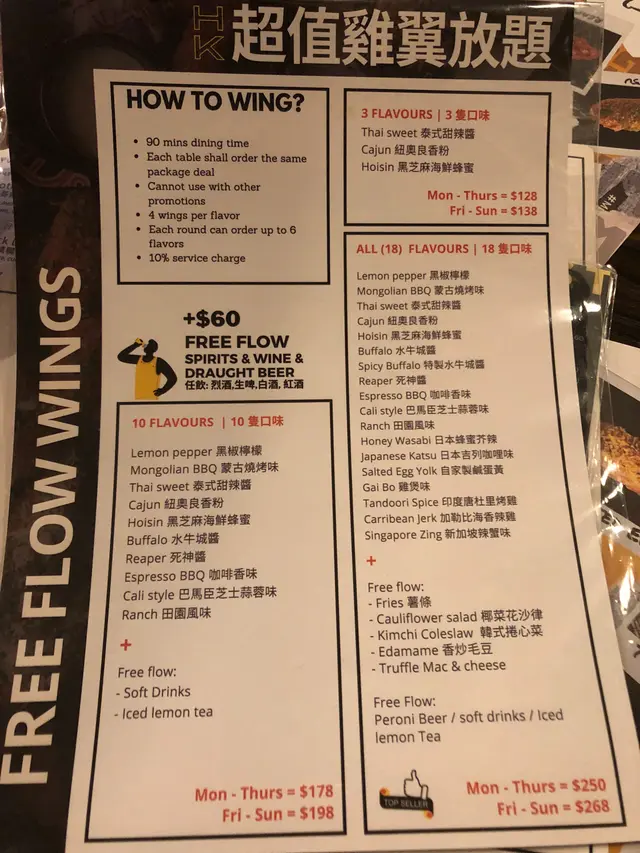 HK 超值雞翼放題
FREE FLOW WINGS
HOW TO WING?
• 90 mins dining time
• Each table shall order the same
package deal
• Cannot use with other
promotions
• 4 wings per flavor
• Each round can order up to 6
flavors
• 10% service charge
+$60
FREE FLOW
SPIRITS & WINE &
DRAUGHT BEER
任飲: 烈酒,生啤,白酒, 紅酒
10 FLAVOURS | 10 隻口味
Lemon pepper 黑椒檸檬
Mongolian BBQ 蒙古燒烤味
Thai sweet 泰式甜辣醬
Cajun 紐奧良香粉
Hoisin 黑芝麻海鮮蜂蜜
Buffalo 水牛城醬
Reaper 死神醬
Espresso BBQ 咖啡香味
Cali style 巴馬臣芝士蒜蓉味
Ranch 田園風味
+
Free flow:
- Soft Drinks
- Iced lemon tea
Mon - Thurs = $178
Fri - Sun = $198
3 FLAVOURS | 3 隻口味
Thai sweet 泰式甜辣醬
Cajun 紐奧良香粉
Hoisin 黑芝麻海鮮蜂蜜
Mon - Thurs = $128
Fri - Sun = $138
ALL (18) FLAVOURS | 18 隻口味
Lemon pepper 黑椒檸檬
Mongolian BBQ 蒙古燒烤味
Thai sweet 泰式甜辣醬
Cajun 紐奧良香粉
Hoisin 黑芝麻海鮮蜂蜜
Buffalo 水牛城醬
Spicy Buffalo 特製水牛城醬
Reaper 死神醬
Espresso BBQ 咖啡香味
Cali style 巴馬臣芝士蒜蓉味
Ranch 田園風味
Honey Wasabi 日本蜂蜜芥辣
Japanese Katsu 日本吉列咖哩味
Salted Egg Yolk 自家製鹹蛋黃
Gai Bo 雞煲味
Tandoori Spice 印度唐杜里烤雞
Carribean Jerk 加勒比海香辣雞
Singapore Zing 新加坡辣蟹味
+
Free flow:
- Fries 薯條
- Cauliflower salad 椰菜花沙律
- Kimchi Coleslaw 韓式捲心菜
- Edamame 香炒毛豆
- Truffle Mac & cheese
Free Flow:
Peroni Beer / soft drinks / Iced
lemon Tea
TOP SELLER
Mon - Thurs = $250
Fri - Sun = $268